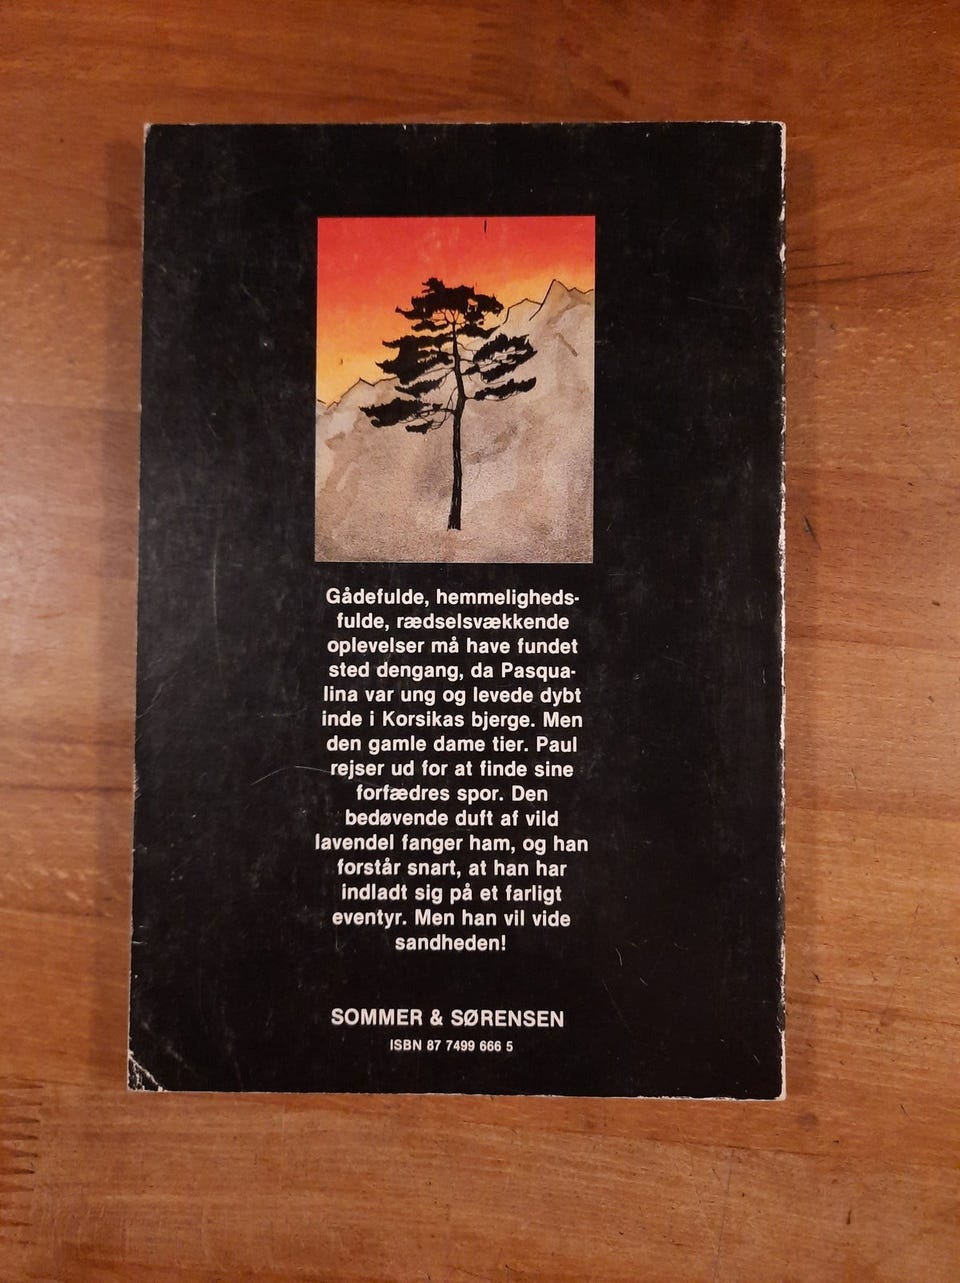 Gådefulde, hemmeligheds-
fulde, rædselsvækkende
oplevelser må have fundet
sted dengang, da Pasqua-
lina var ung og levede dybt
inde i Korsikas bjerge. Men
den gamle dame tier. Paul
rejser ud for at finde sine
forfædres spor. Den
bedøvende duft af vild
lavendel fanger ham, og han
forstår snart, at han har
indladt sig på et farligt
eventyr. Men han vil vide
sandheden!
SOMMER & SØRENSEN
ISBN 87 7499 666 5